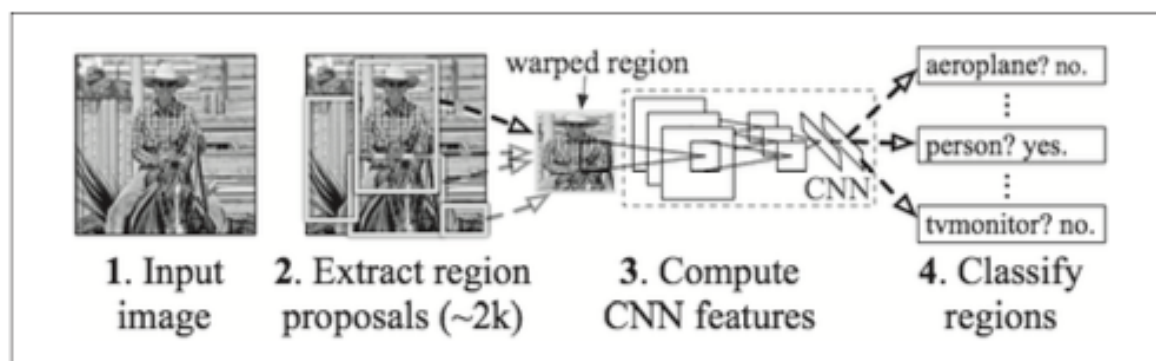 warped region
aeroplane? no.
person? yes.
CNN
tvmonitor? no.
1. Input
image
2. Extract region
proposals (~2k)
3. Compute
CNN features
4. Classify
regions